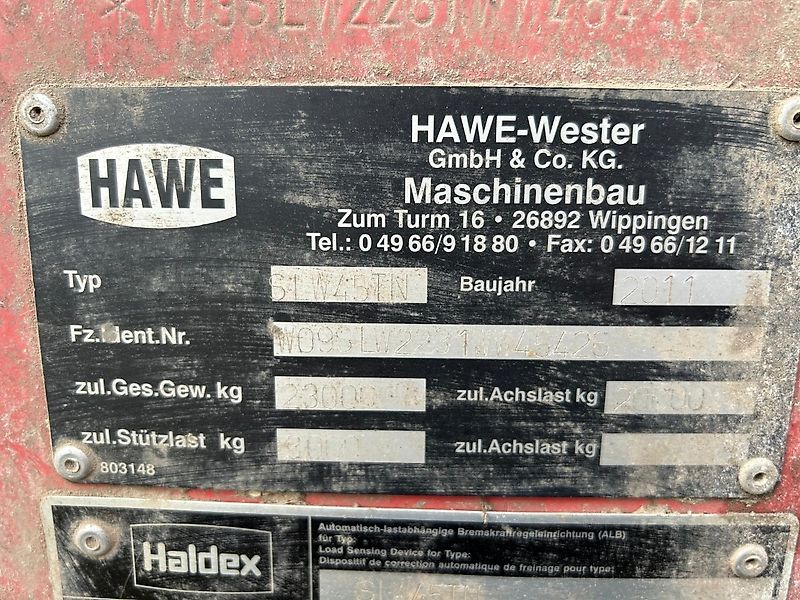 HAWE
HAWE-Wester
GmbH & Co. KG.
Maschinenbau
Zum Turm 16 • 26892 Wippingen
Tel.: 0 49 66/9 18 80 • Fax: 0 49 66/12 11
Typ SLW45TN Baujahr 2011
Fz.Ident.Nr.
zul.Ges.Gew. kg 23000 zul.Achslast kg
zul.Stützlast kg zul.Achslast kg
803148
Haldex
Automatisch-lastabhängige Bremskraftregeleinrichtung (ALB)
für Typ:
Load Sensing Device for Type:
Dispositif de correction automatique de freinage pour type: